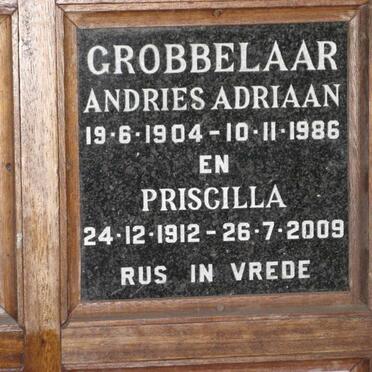 GROBBELAAR
ANDRIES ADRIAAN
19·6·1904 – 10·11·1986
EN
PRISCILLA
24·12·1912 – 26·7·2009
RUS IN VREDE